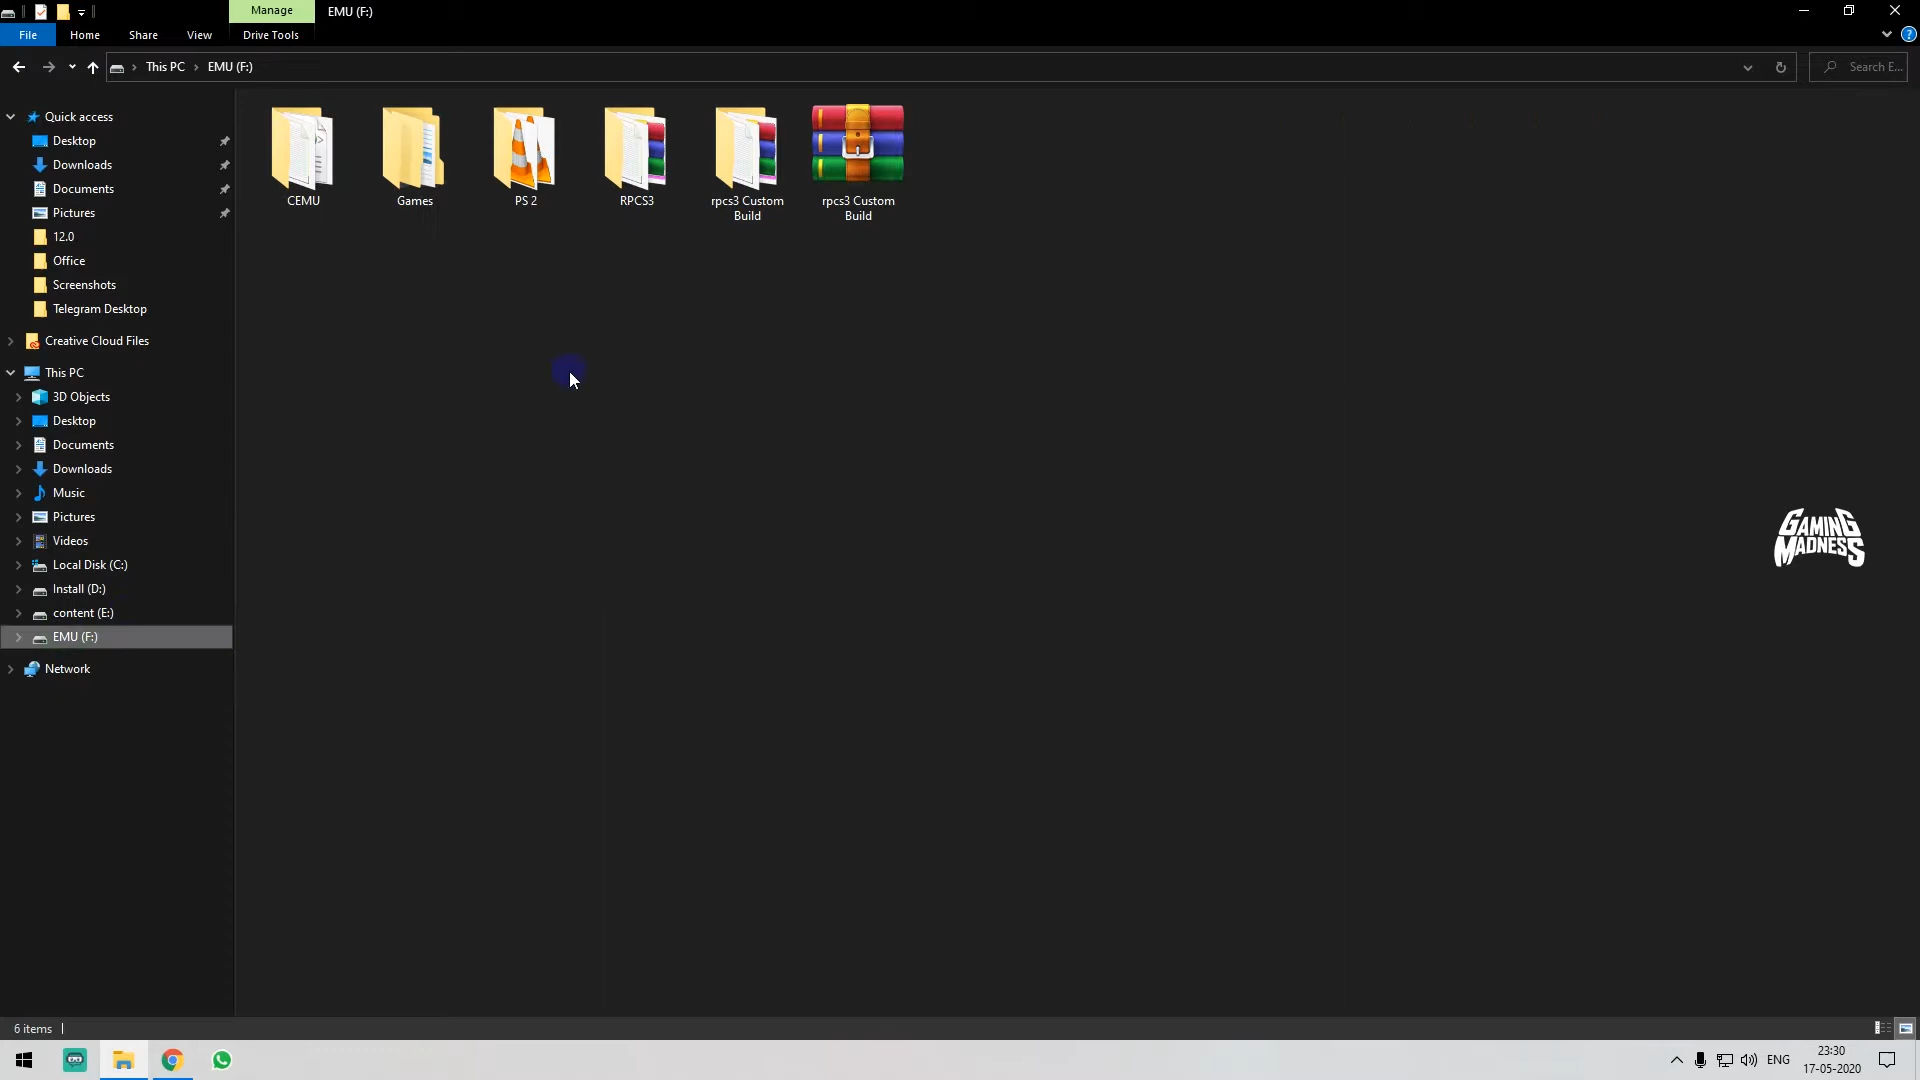 Manage
EMU (F:)
File
Home
Share
View
Drive Tools
This PC
EMU (F:)
Search E...
Quick access
Desktop
Downloads
Documents
Pictures
12.0
Office
Screenshots
Telegram Desktop
Creative Cloud Files
This PC
3D Objects
Desktop
Documents
Downloads
Music
Pictures
Videos
Local Disk (C:)
Install (D:)
content (E:)
EMU (F:)
Network
CEMU
Games
PS 2
RPCS3
rpcs3 Custom
Build
rpcs3 Custom
Build
GAMING
MADNESS
6 items
ENG
23:30
17-05-2020